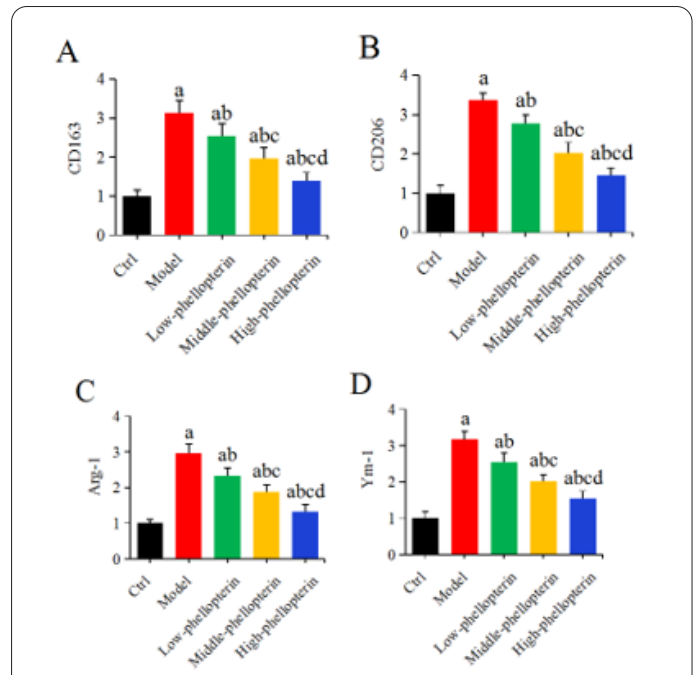 A
CD163
4
3
2
1
0
a
ab
abc
abcd
Ctrl
Model
Low-phellopterin
Middle-phellopterin
High-phellopterin
B
CD206
4
3
2
1
0
a
ab
abc
abcd
Ctrl
Model
Low-phellopterin
Middle-phellopterin
High-phellopterin
C
Arg-1
4
3
2
1
0
a
ab
abc
abcd
Ctrl
Model
Low-phellopterin
Middle-phellopterin
High-phellopterin
D
Ym-1
4
3
2
1
0
a
ab
abc
abcd
Ctrl
Model
Low-phellopterin
Middle-phellopterin
High-phellopterin